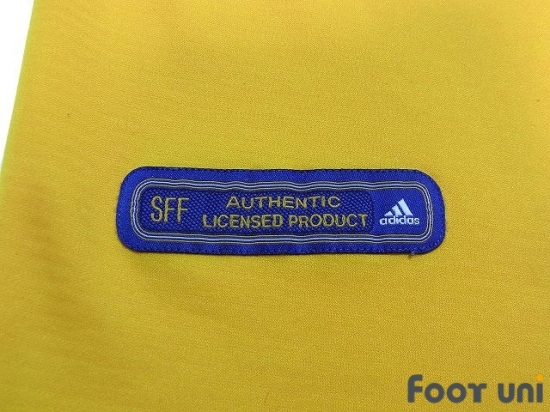 SFF
AUTHENTIC
LICENSED PRODUCT
adidas
FOOT UNI